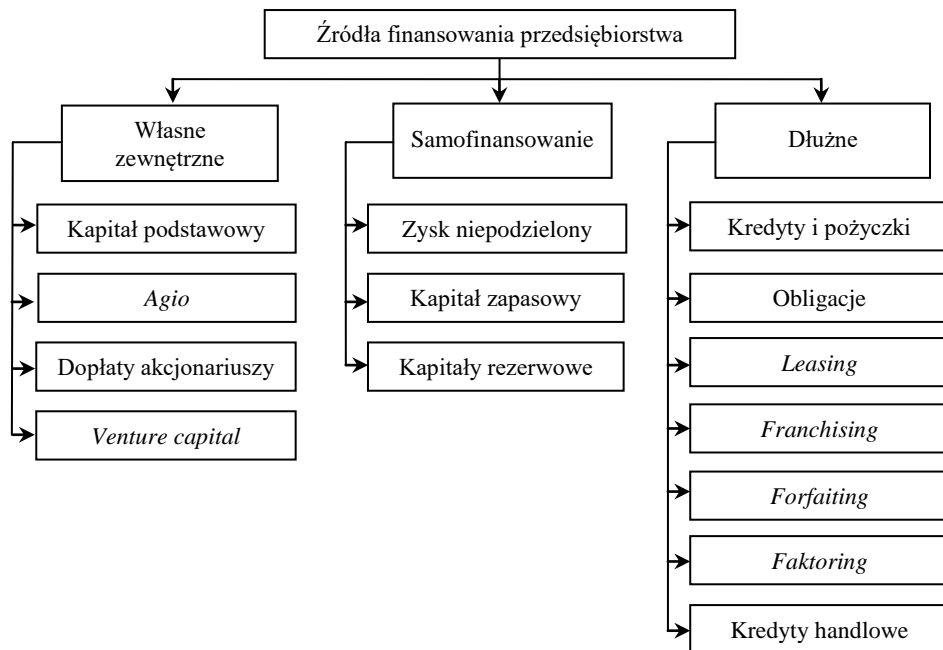 Źródła finansowania przedsiębiorstwa
Własne
zewnętrzne
Kapitał podstawowy
Agio
Dopłaty akcjonariuszy
Venture capital
Samofinansowanie
Zysk niepodzielony
Kapitał zapasowy
Kapitały rezerwowe
Dłużne
Kredyty i pożyczki
Obligacje
Leasing
Franchising
Forfaiting
Faktoring
Kredyty handlowe